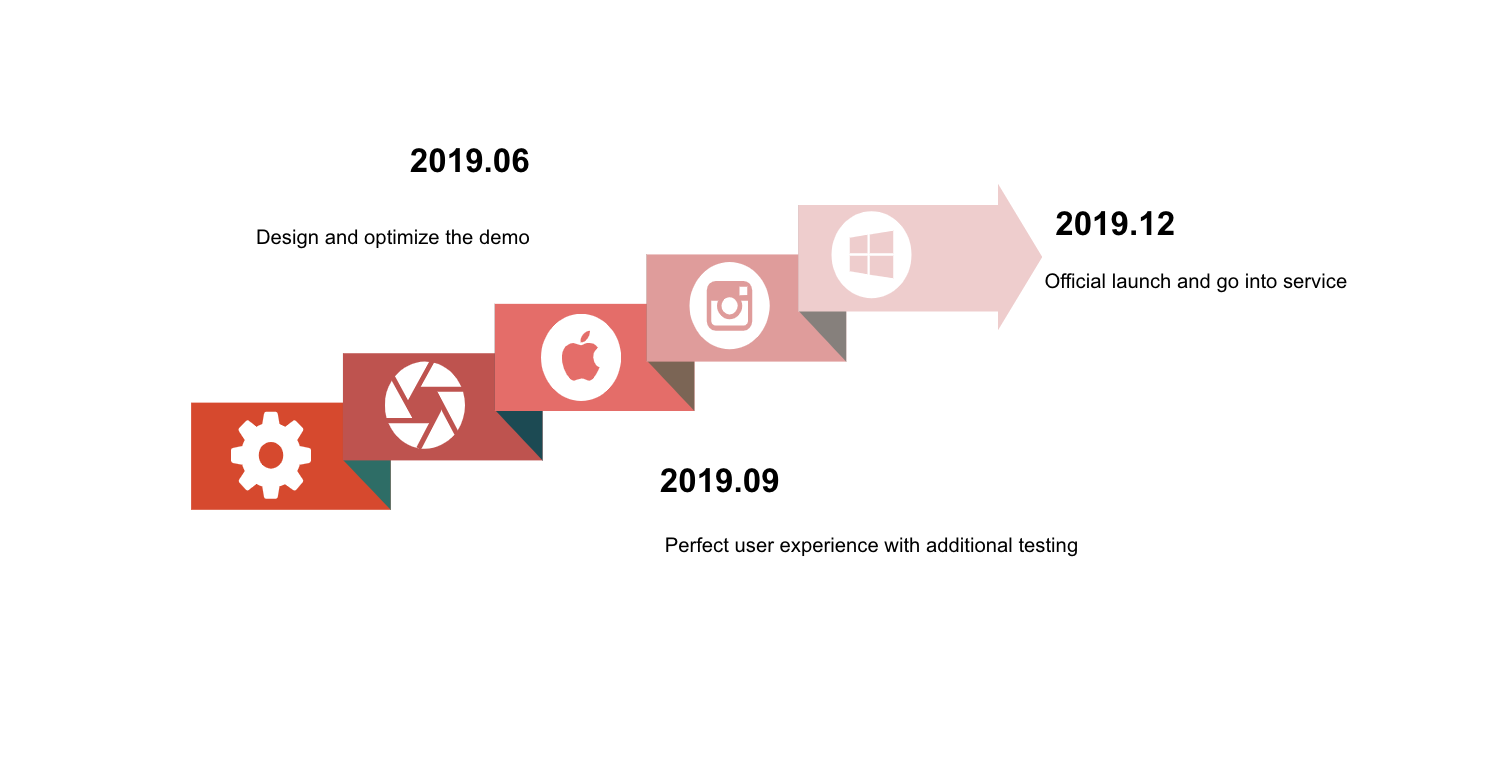 2019.06
Design and optimize the demo
2019.12
Official launch and go into service
2019.09
Perfect user experience with additional testing